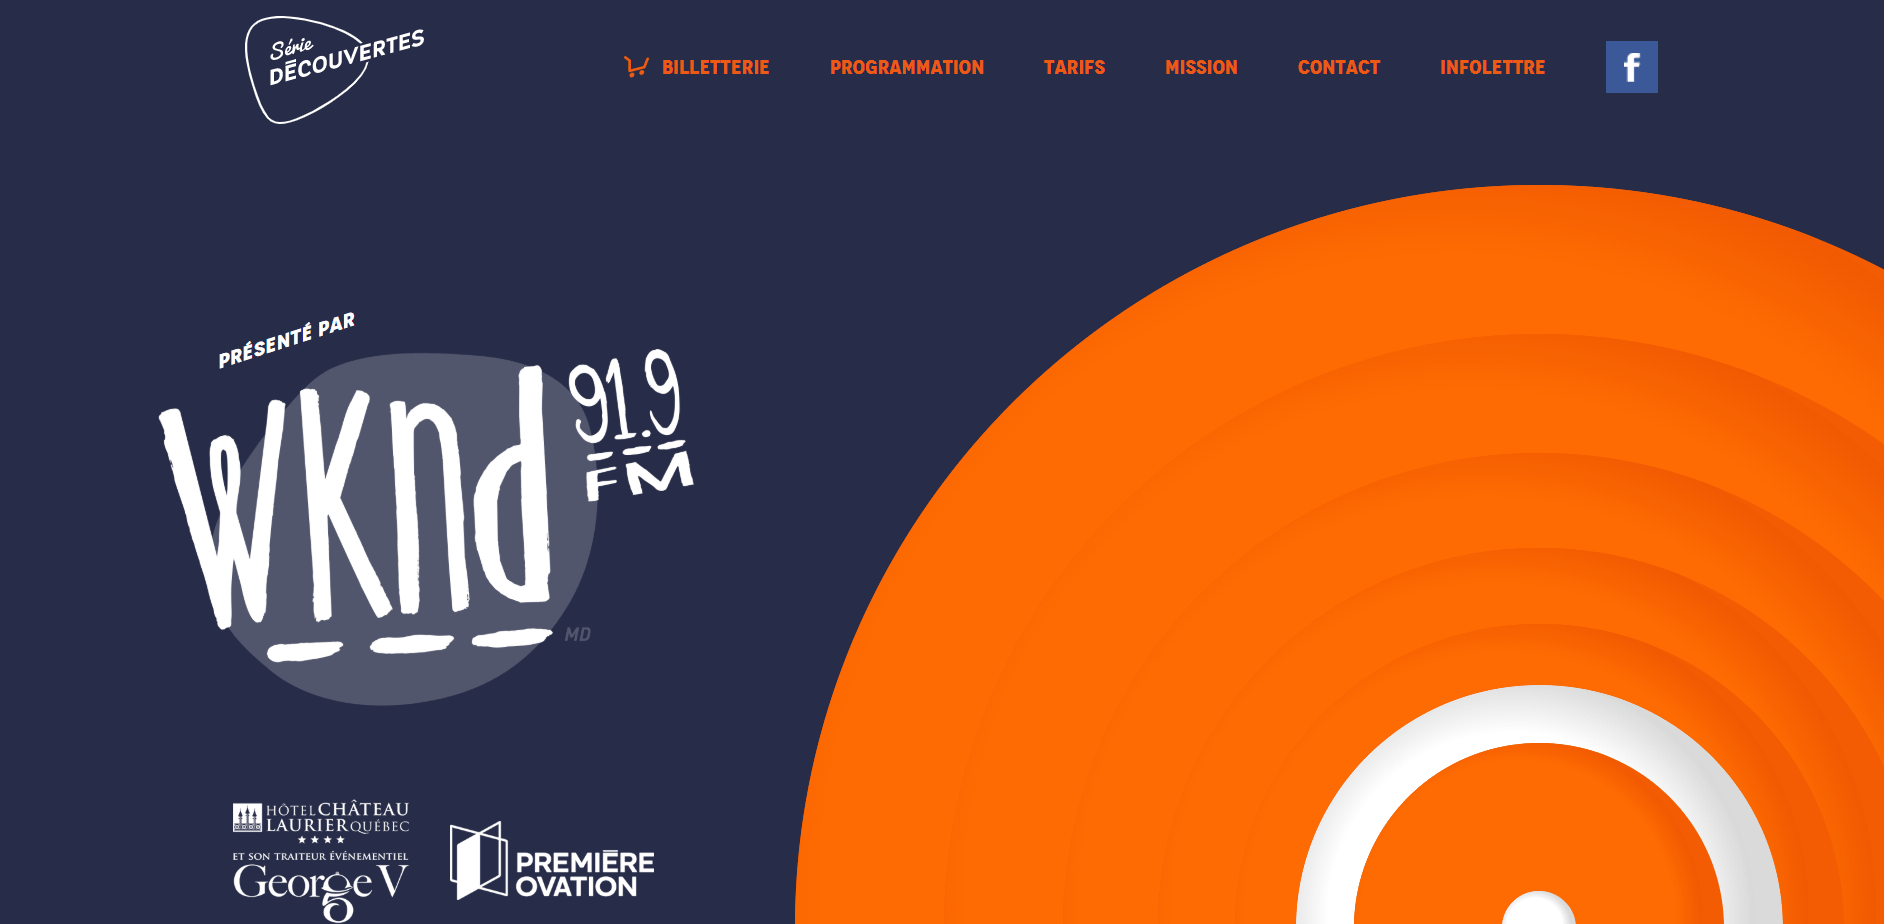 Série
DÉCOUVERTES
BILLETTERIE
PROGRAMMATION
TARIFS
MISSION
CONTACT
INFOLETTRE
f
PRÉSENTÉ PAR
wknd
91.9
FM
MD
HÔTEL CHÂTEAU
LAURIER QUÉBEC
ET SON TRAITEUR ÉVÉNEMENTIEL
George V
PREMIĒRE
OVATION